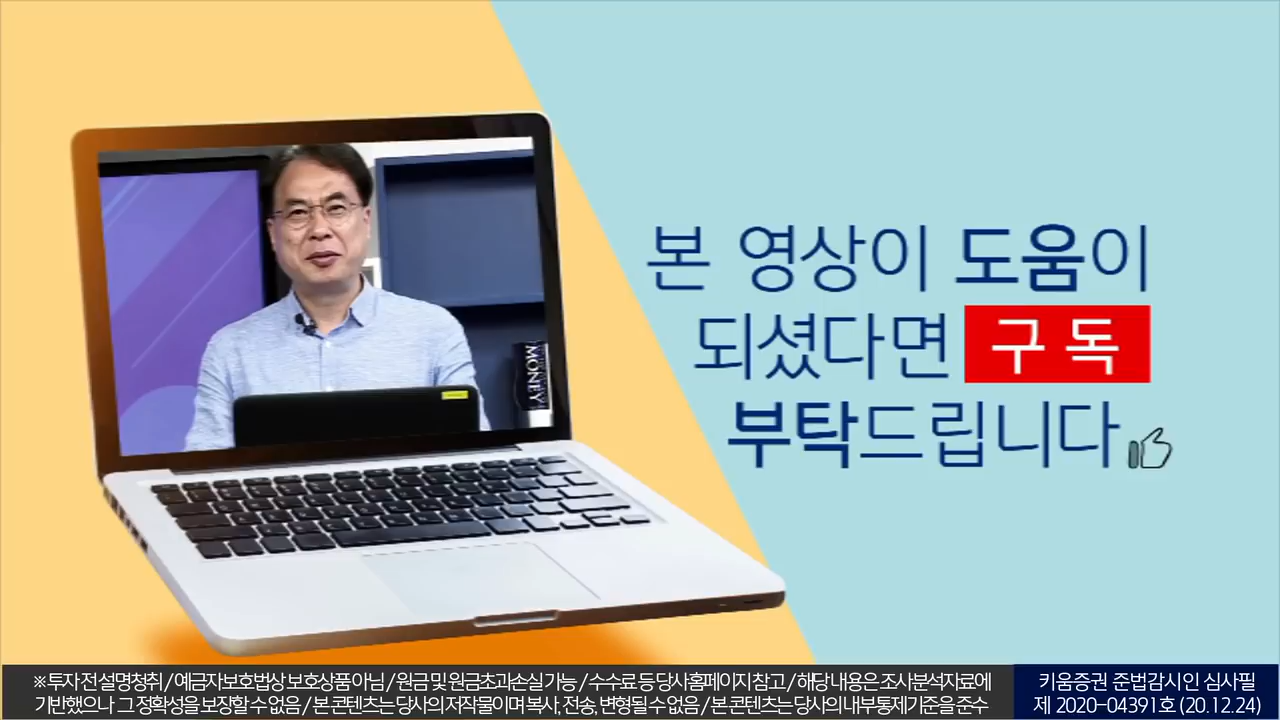 본 영상이 도움이
되셨다면 구독
부탁드립니다
MONEY
※ 투자 전 설명청취 / 예금자보호법상 보호상품 아님 / 원금 및 원금초과손실 가능 / 수수료 등 당사홈페이지 참고 / 해당 내용은 조사분석자료에
기반했으나 그 정확성을 보장할 수 없음 / 본 콘텐츠는 당사의 저작물이며 복사, 전송, 변형될 수 없음 / 본 콘텐츠는 당사의 내부통제기준을 준수
키움증권 준법감시인 심사필
제 2020-04391호 (20.12.24)